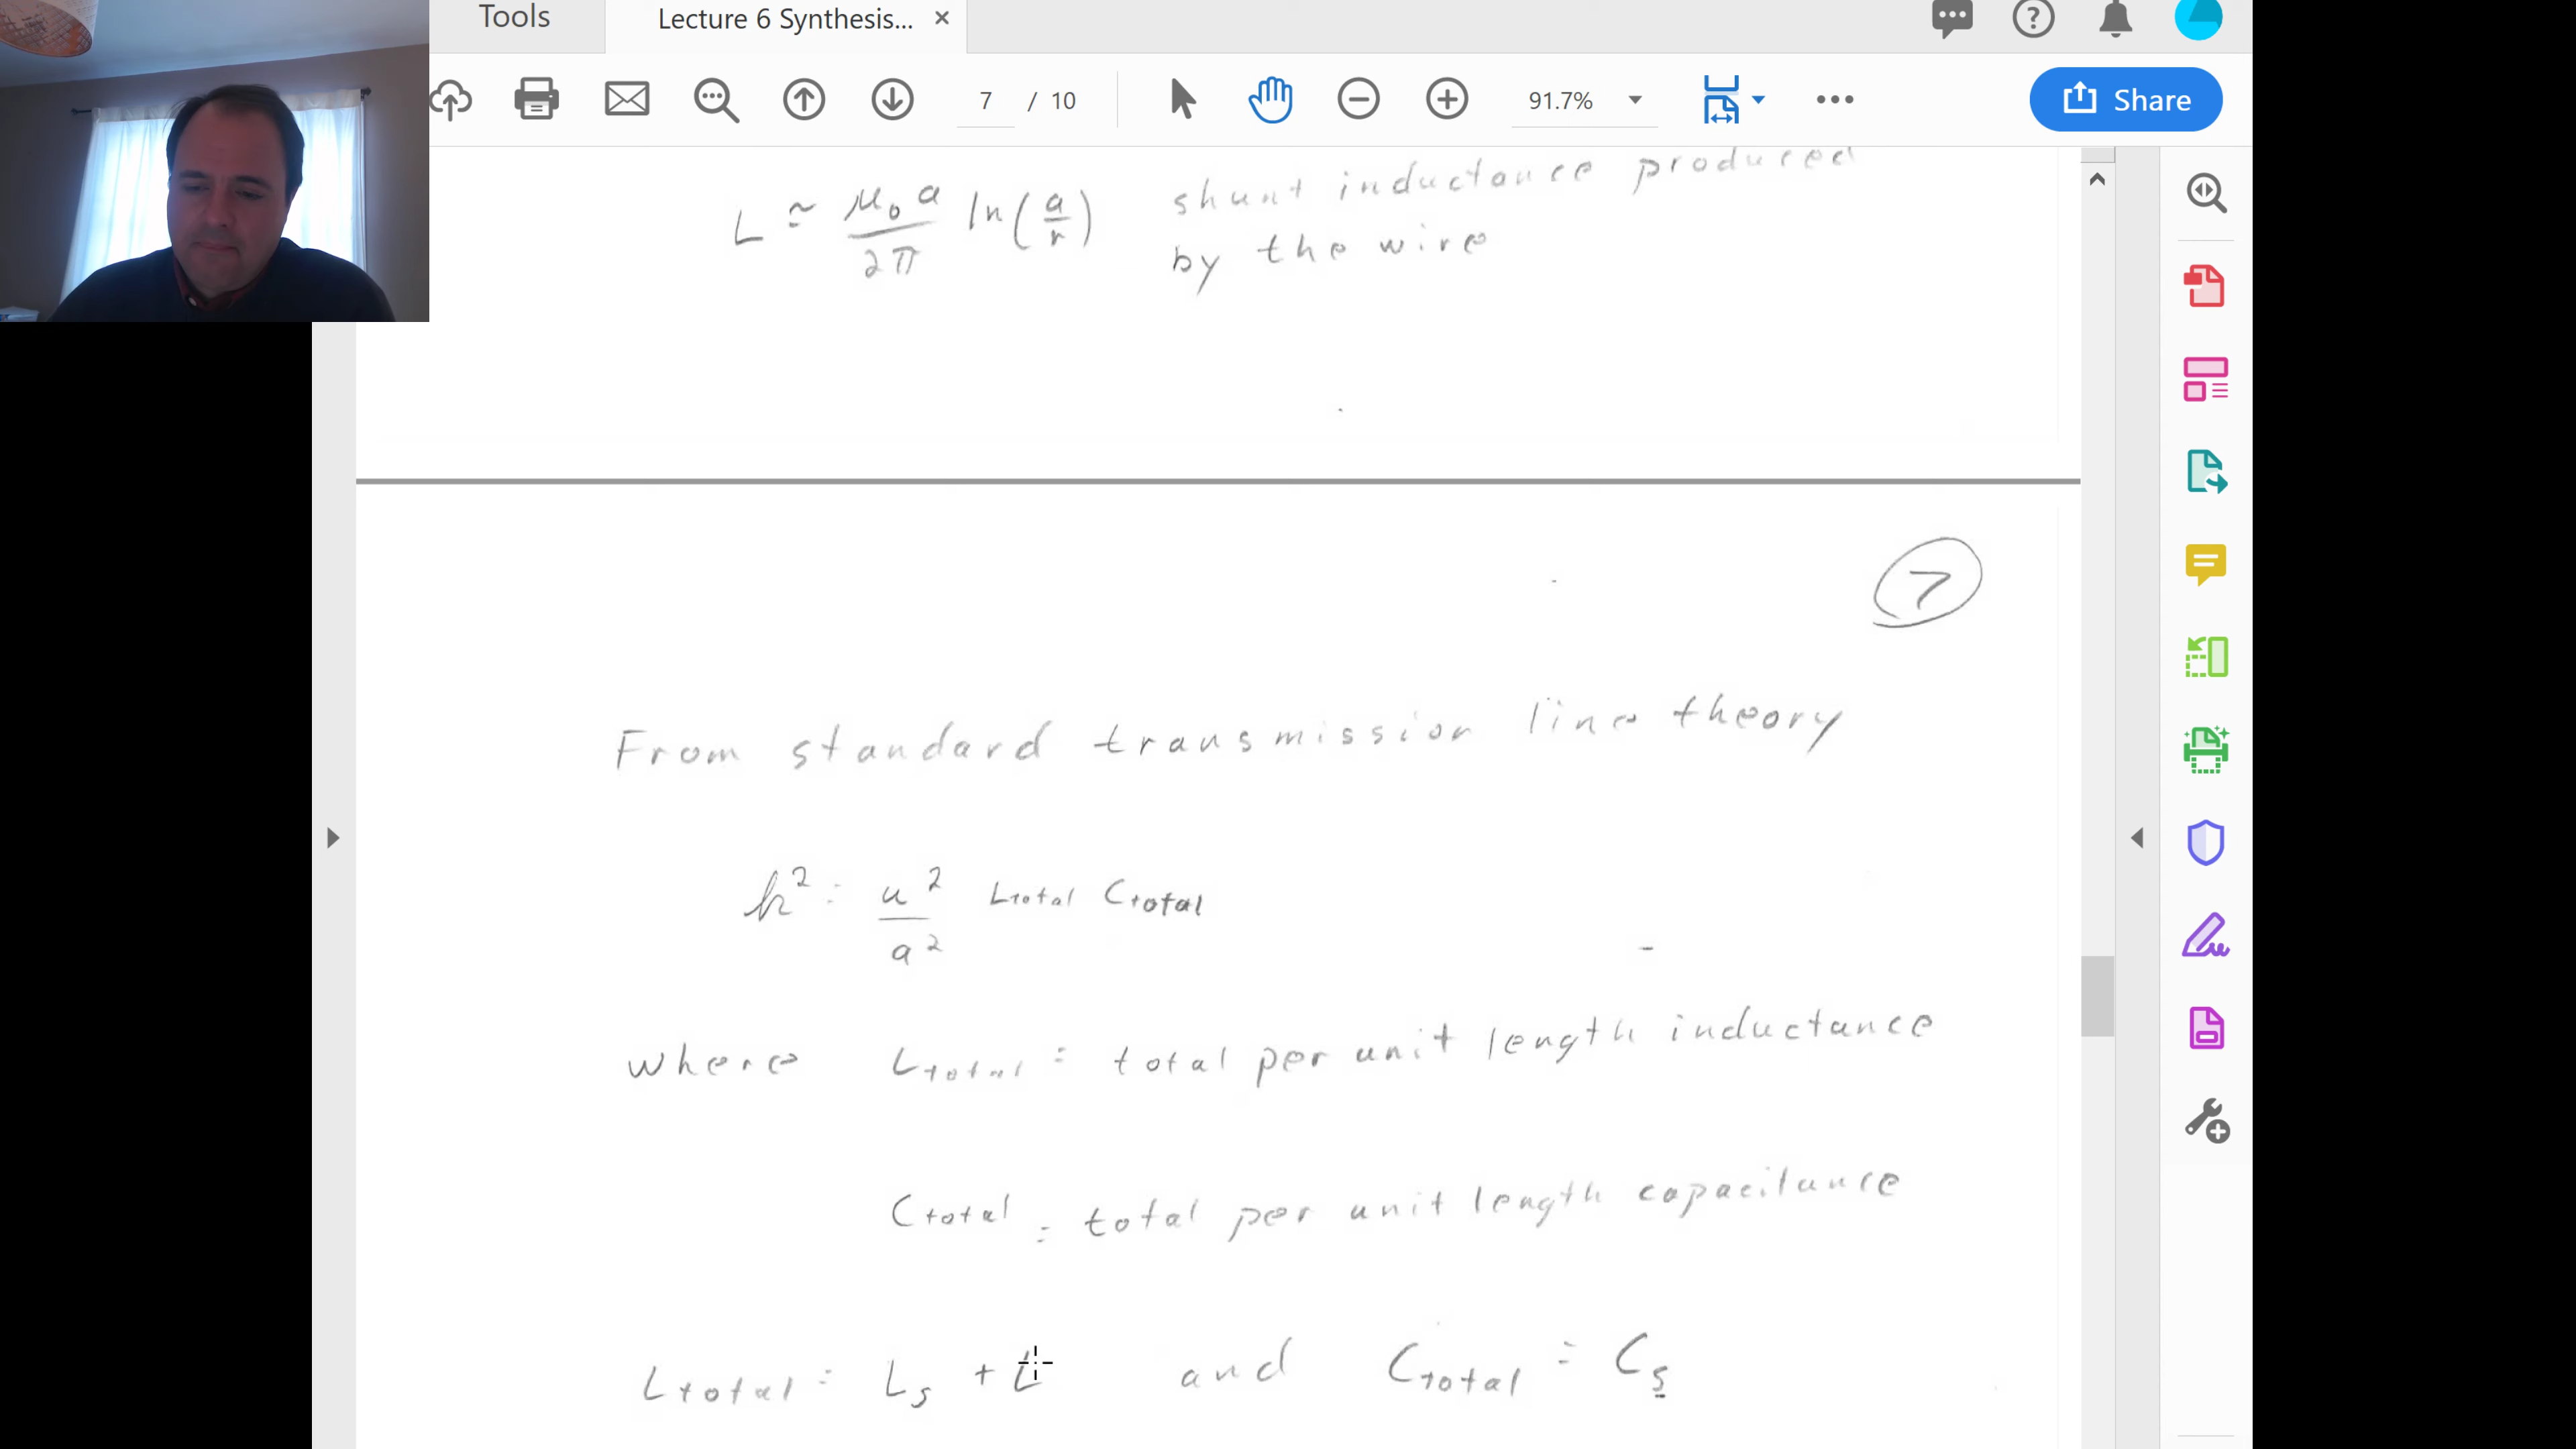 Tools
Lecture 6 Synthesis...
7 / 10
91.7%
Share
L ≃ μ₀ a / 2π ln(a/r) shunt inductance produced
by the wire
7
From standard transmission line theory
k² = u² / a² Ltotal Ctotal
where Ltotal = total per unit length inductance
Ctotal = total per unit length capacitance
Ltotal = Ls + L and Ctotal = Cs